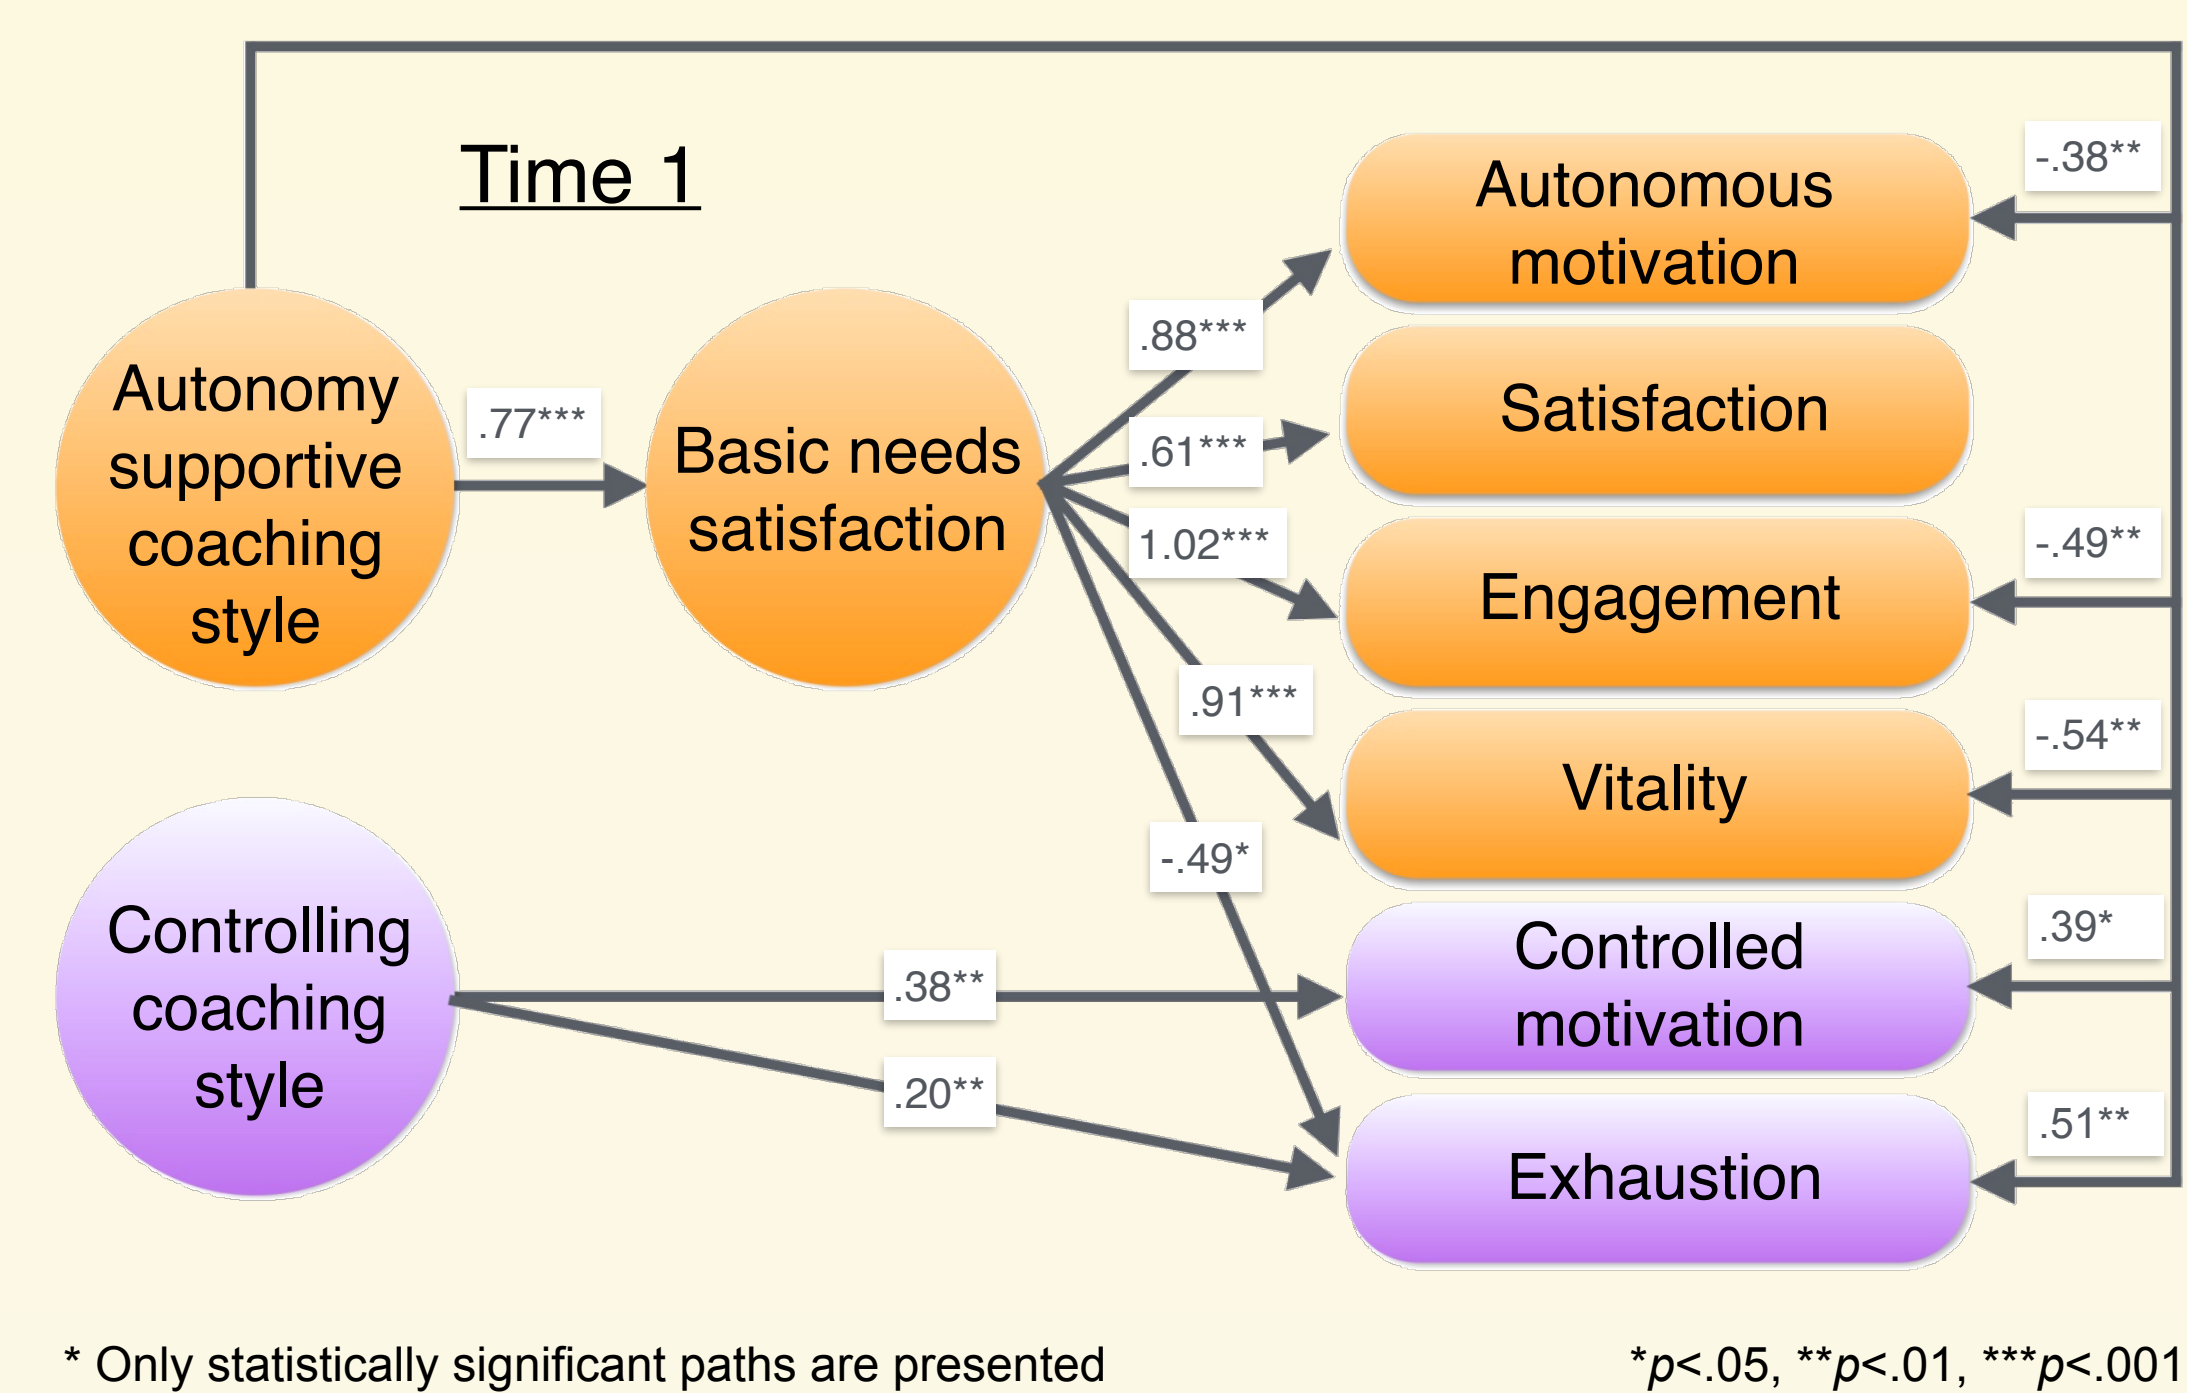 Time 1
Autonomy
supportive
coaching
style
.77***
Basic needs
satisfaction
.88***
.61***
1.02***
.91***
-.49*
Autonomous
motivation
-.38**
Satisfaction
Engagement
-.49**
Vitality
-.54**
Controlling
coaching
style
.38**
.20**
Controlled
motivation
.39*
Exhaustion
.51**
* Only statistically significant paths are presented
*p<.05, **p<.01, ***p<.001